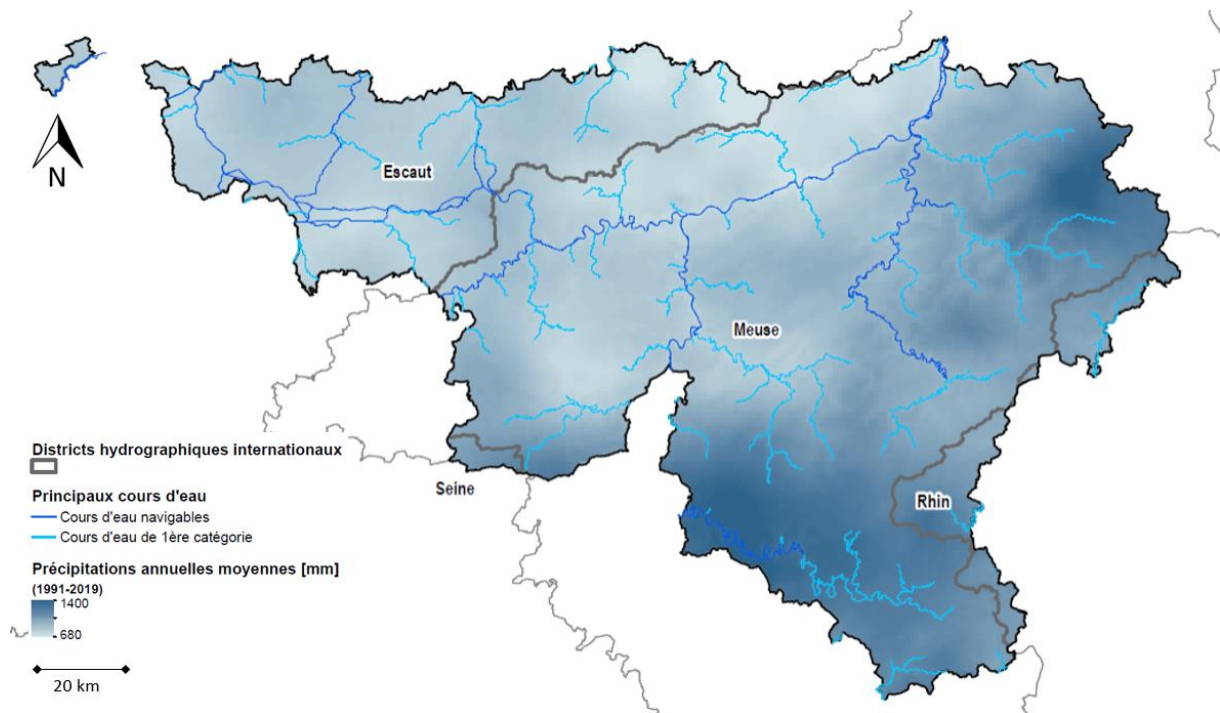 N
Escaut
Meuse
Districts hydrographiques internationaux
Seine
Rhin
Principaux cours d'eau
Cours d'eau navigables
Cours d'eau de 1ère catégorie
Précipitations annuelles moyennes [mm]
(1991-2019)
1400
680
20 km